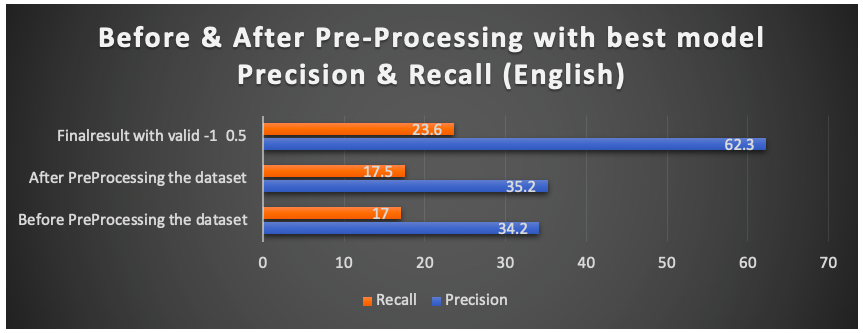 Before & After Pre-Processing with best model
Precision & Recall (English)
Finalresult with valid -1  0.5
23.6
62.3
After PreProcessing the dataset
17.5
35.2
Before PreProcessing the dataset
17
34.2
0 10 20 30 40 50 60 70
Recall Precision